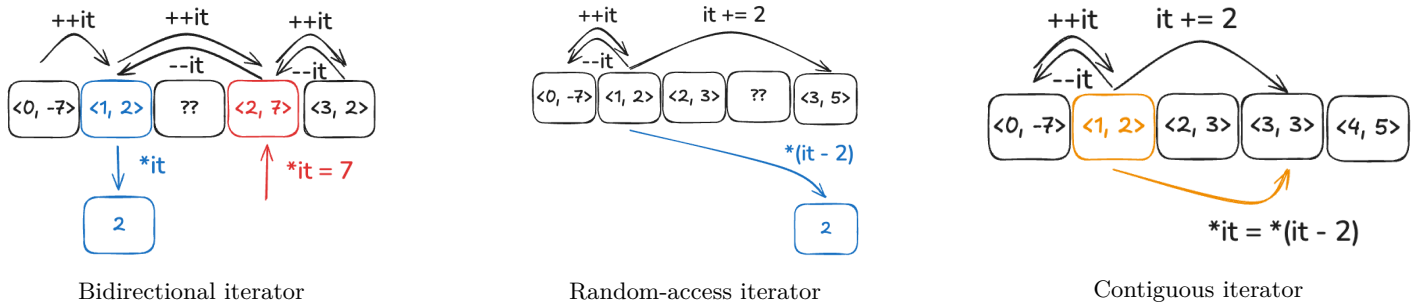 ++it ++it ++it
--it --it
<0, -7> <1, 2> ?? <2, 7> <3, 2>
*it *it = 7
2
Bidirectional iterator
++it it += 2
--it
<0, -7> <1, 2> <2, 3> ?? <3, 5>
*(it - 2)
2
Random-access iterator
++it it += 2
--it
<0, -7> <1, 2> <2, 3> <3, 3> <4, 5>
*it = *(it - 2)
Contiguous iterator